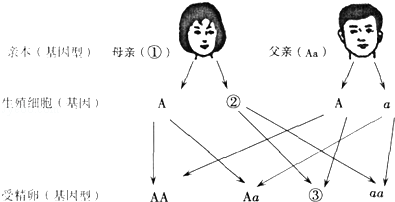 亲本（基因型） 母亲（①） 父亲（Aa）
生殖细胞（基因） A ② A a
受精卵（基因型） AA Aa ③ aa